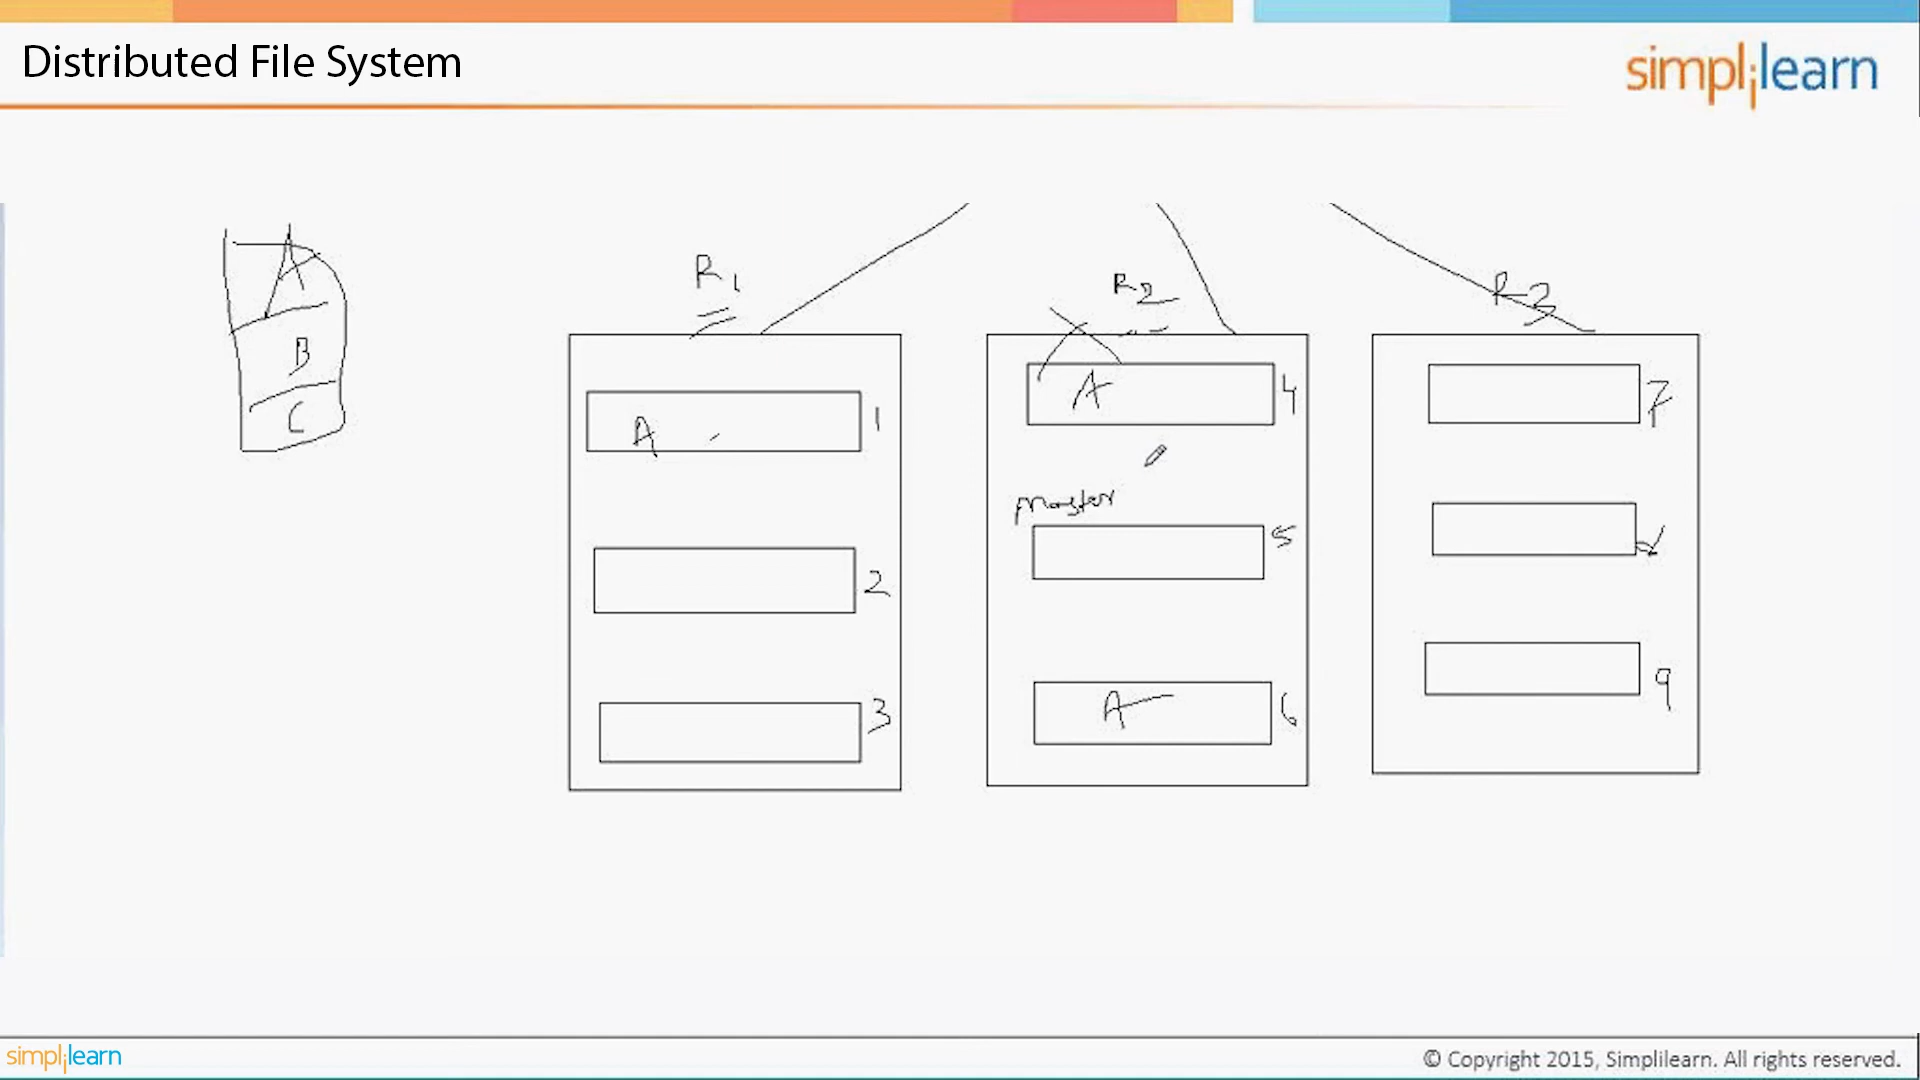 Distributed File System
simplilearn
A
B
C
R1
R2
R3
A
1
2
3
A
4
Master
5
A
6
7
9
simplilearn
© Copyright 2015, Simplilearn. All rights reserved.